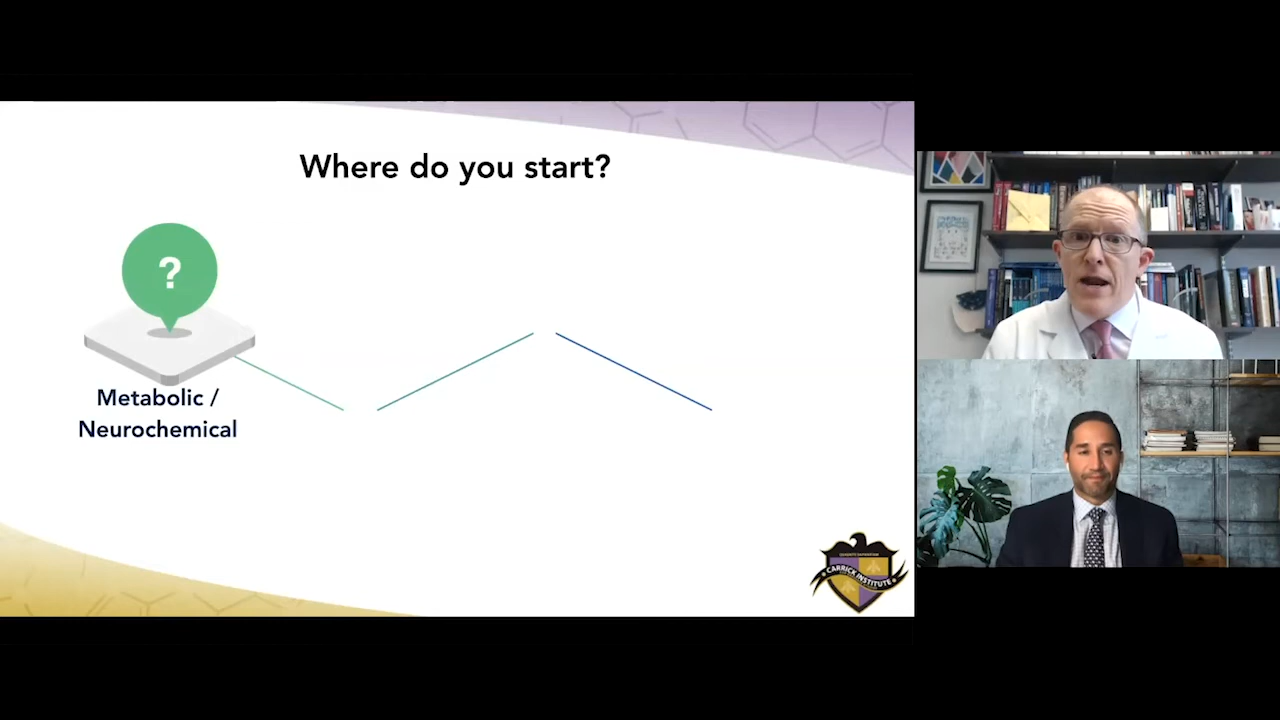 Where do you start?
?
Metabolic /
Neurochemical
CARRICK INSTITUTE